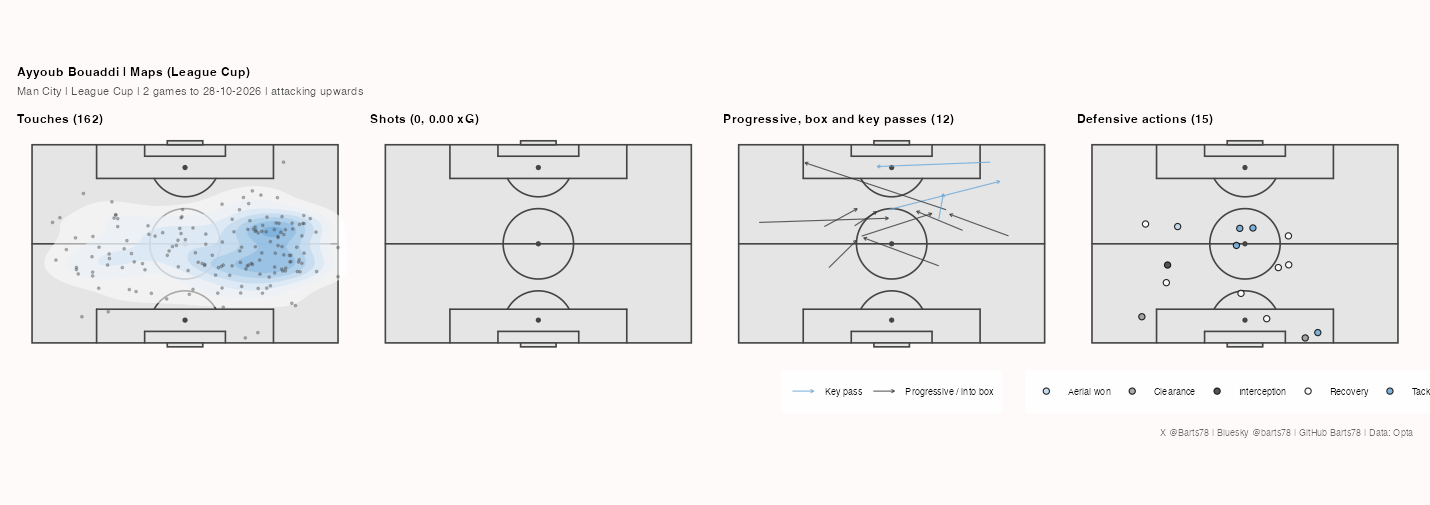 Ayyoub Bouaddi | Maps (League Cup)
Man City | League Cup | 2 games to 28-10-2026 | attacking upwards
Touches (162)
Shots (0, 0.00 xG)
Progressive, box and key passes (12)
Defensive actions (15)
Key pass
Progressive / into box
Aerial won
Clearance
Interception
Recovery
Tack
X @Barts78 | Bluesky @barts78 | GitHub Barts78 | Data: Opta